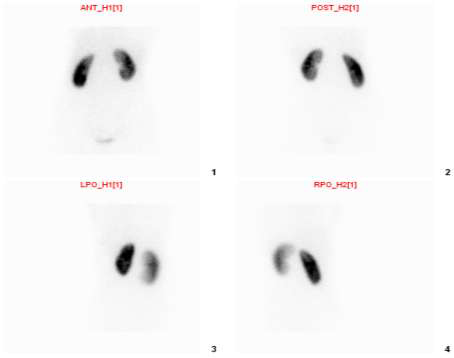 ANT_H1[1]
POST_H2[1]
1
2
LPO_H1[1]
RPO_H2[1]
3
4